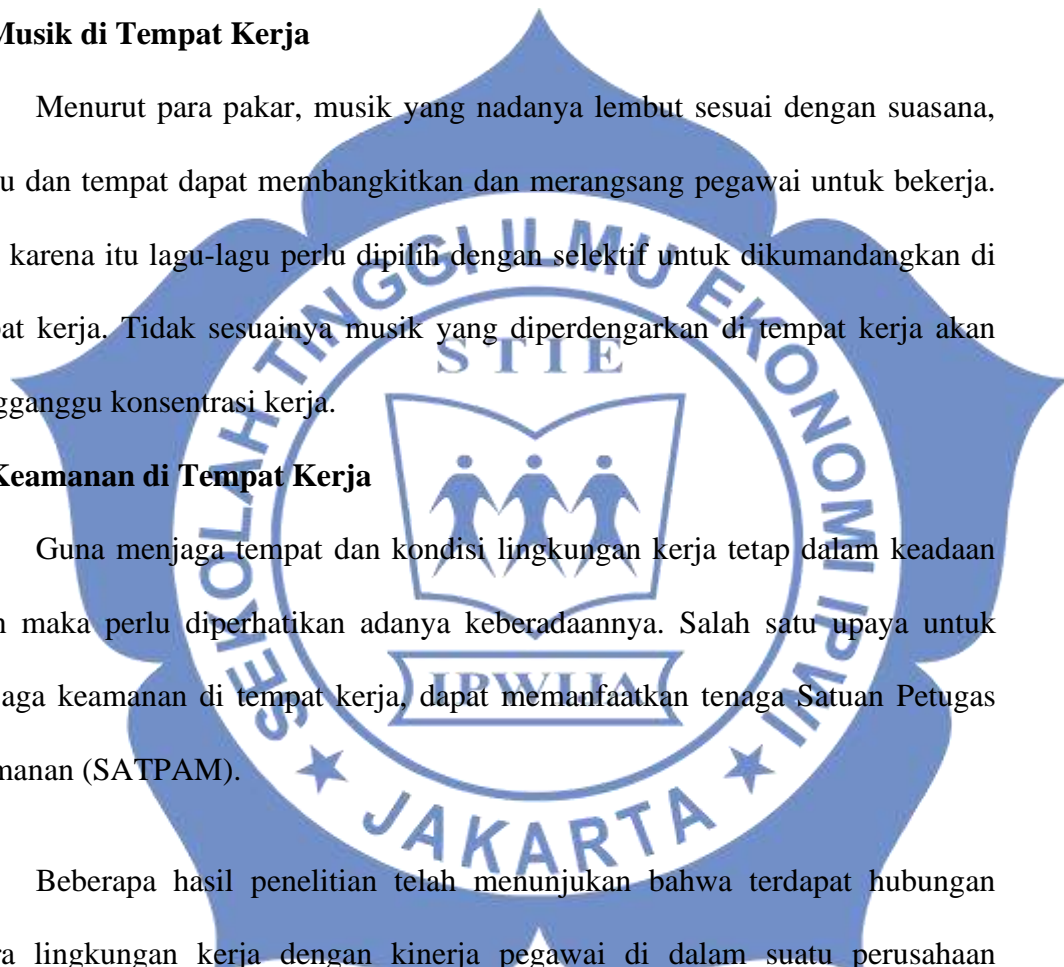 Musik di Tempat Kerja
Menurut para pakar, musik yang nadanya lembut sesuai dengan suasana,
u dan tempat dapat membangkitkan dan merangsang pegawai untuk bekerja.
karena itu lagu-lagu perlu dipilih dengan selektif untuk dikumandangkan di
at kerja. Tidak sesuainya musik yang diperdengarkan di tempat kerja akan
gganggu konsentrasi kerja.
Keamanan di Tempat Kerja
Guna menjaga tempat dan kondisi lingkungan kerja tetap dalam keadaan
n maka perlu diperhatikan adanya keberadaannya. Salah satu upaya untuk
jaga keamanan di tempat kerja, dapat memanfaatkan tenaga Satuan Petugas
manan (SATPAM).
Beberapa hasil penelitian telah menunjukan bahwa terdapat hubungan
ra lingkungan kerja dengan kinerja pegawai di dalam suatu perusahaan
SEKOLAH TINGGI ILMU EKONOMI IPWI
JAKARTA
STIE
IPWIJA